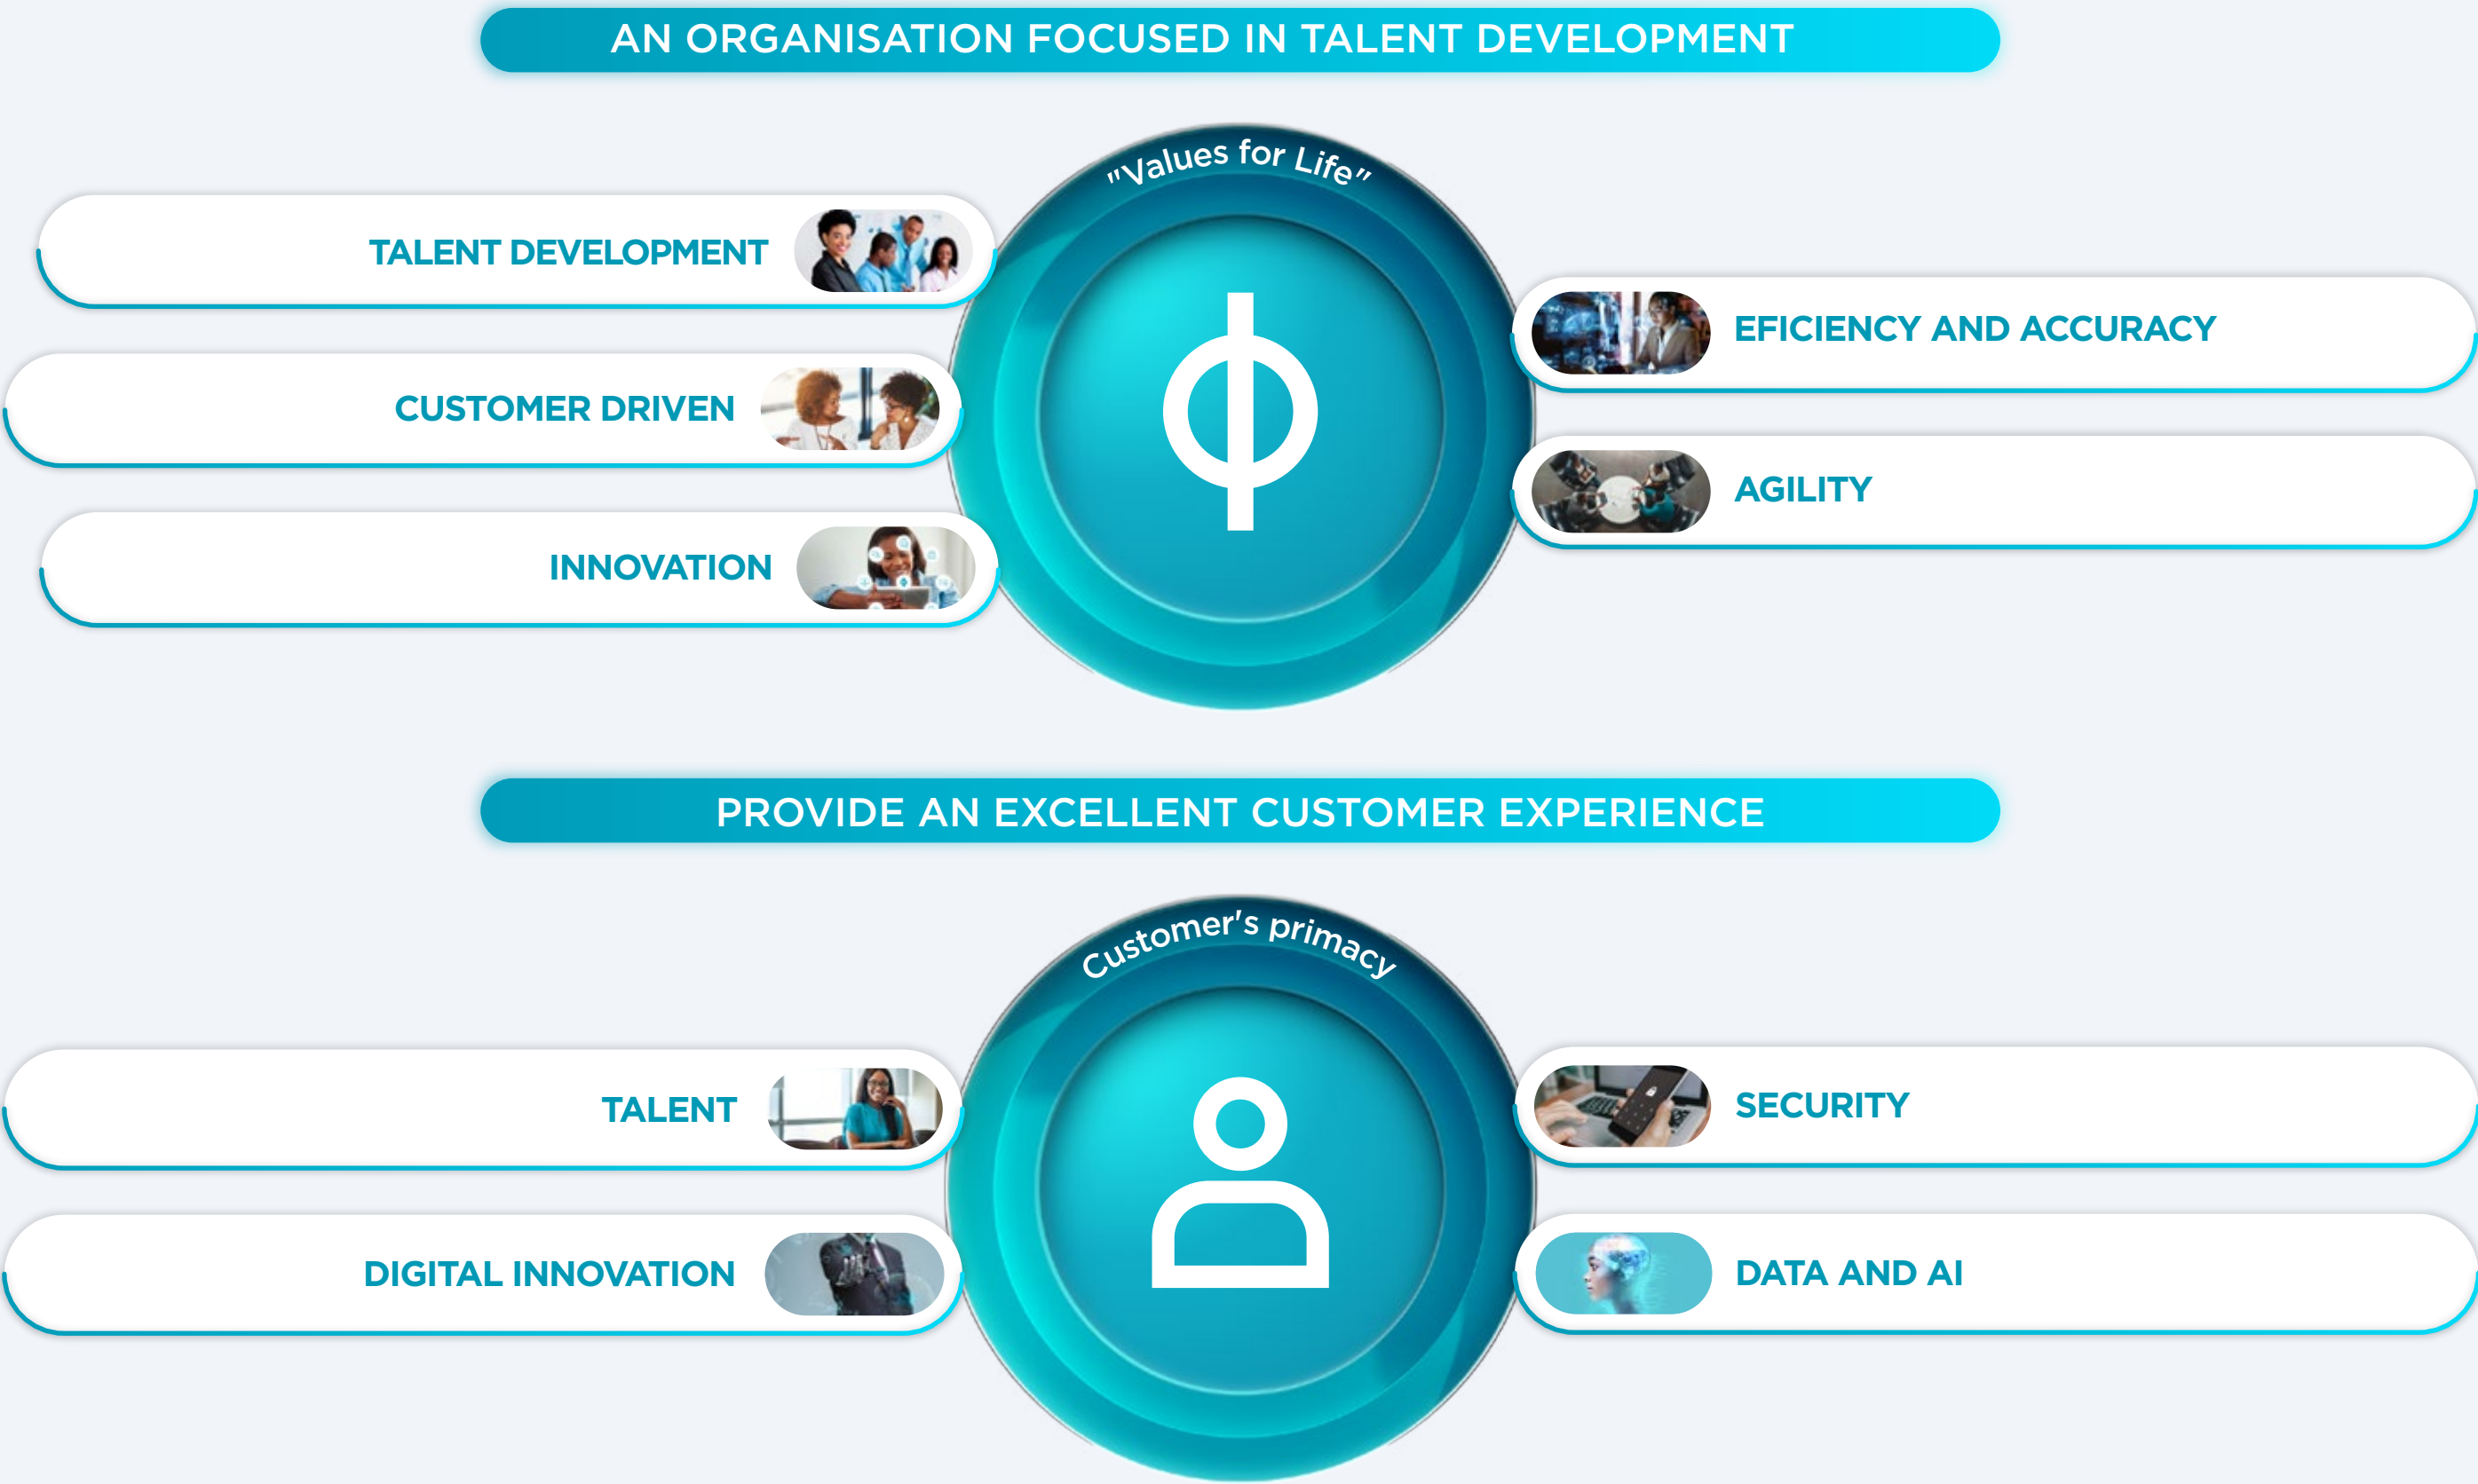 AN ORGANISATION FOCUSED IN TALENT DEVELOPMENT
"Values for Life"
TALENT DEVELOPMENT
CUSTOMER DRIVEN
INNOVATION
EFICIENCY AND ACCURACY
AGILITY
PROVIDE AN EXCELLENT CUSTOMER EXPERIENCE
Customer's primacy
TALENT
DIGITAL INNOVATION
SECURITY
DATA AND AI